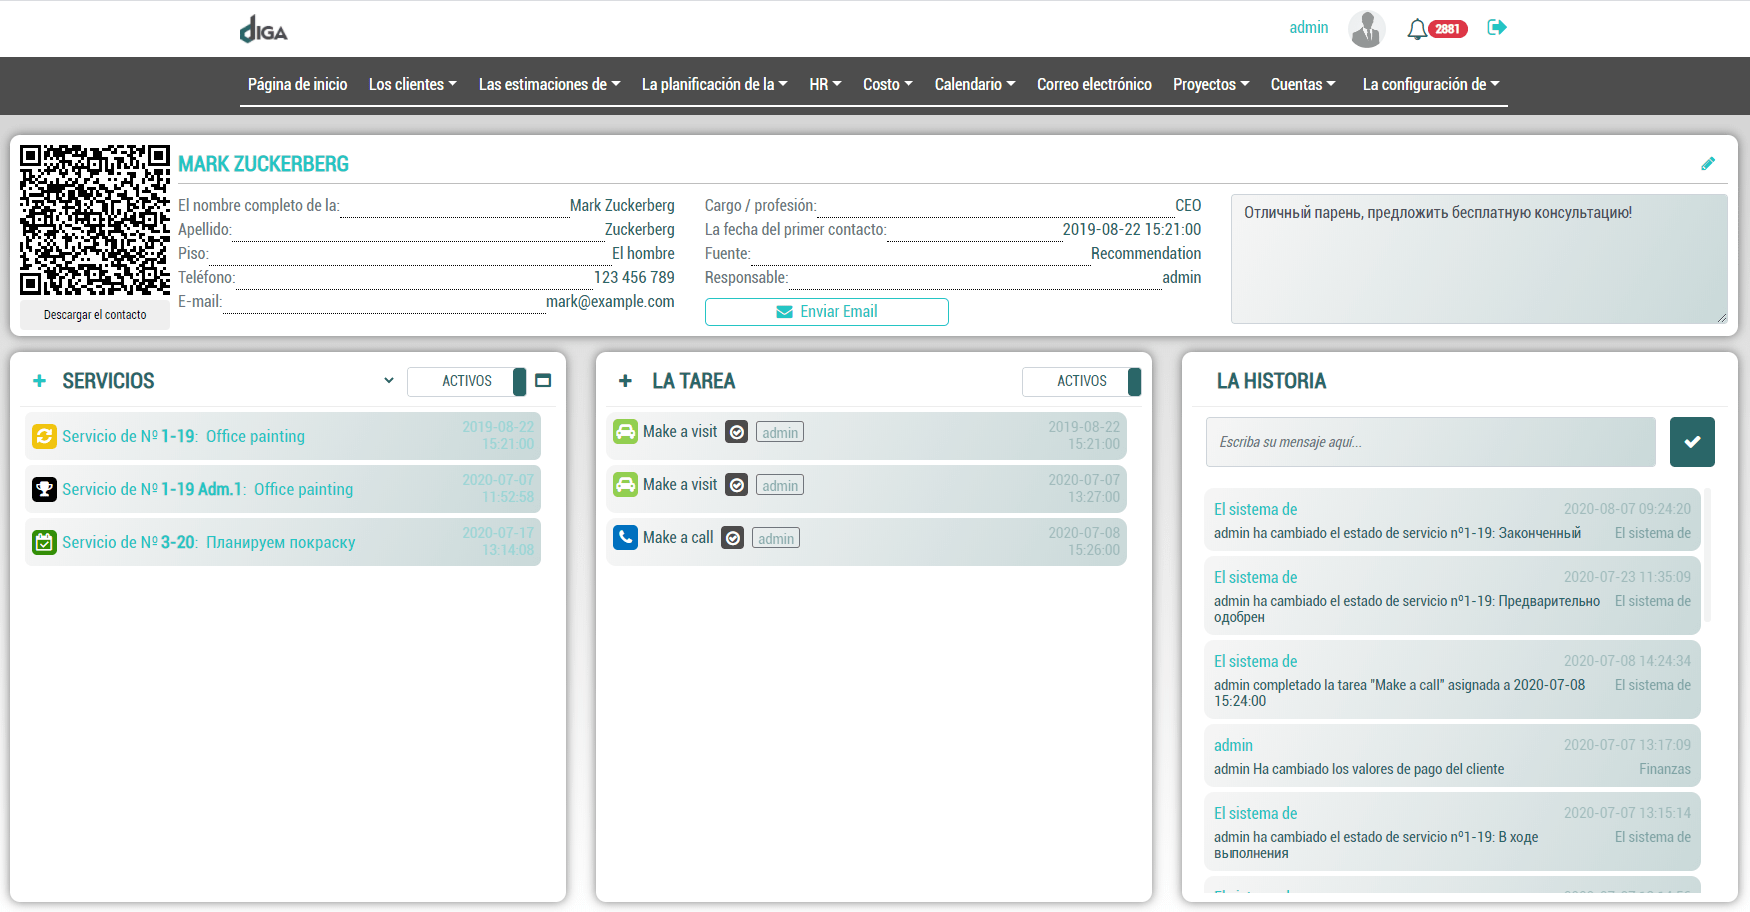 DIGA
admin
2881
Página de inicio Los clientes Las estimaciones de La planificación de la HR Costo Calendario Correo electrónico Proyectos Cuentas La configuración de
MARK ZUCKERBERG
El nombre completo de la: Mark Zuckerberg
Apellido: Zuckerberg
Piso: El hombre
Teléfono: 123 456 789
E-mail: mark@example.com
Descargar el contacto
Cargo / profesión: CEO
La fecha del primer contacto: 2019-08-22 15:21:00
Fuente: Recommendation
Responsable: admin
Enviar Email
Отличный парень, предложить бесплатную консультацию!
SERVICIOS
ACTIVOS
Servicio de Nº 1-19: Office painting
2019-08-22
15:21:00
Servicio de Nº 1-19 Adm.1: Office painting
2020-07-07
11:52:58
Servicio de Nº 3-20: Планируем покраску
2020-07-17
13:14:08
LA TAREA
ACTIVOS
Make a visit admin
2019-08-22
15:21:00
Make a visit admin
2020-07-07
13:27:00
Make a call admin
2020-07-08
15:26:00
LA HISTORIA
Escriba su mensaje aquí...
El sistema de 2020-08-07 09:24:20
admin ha cambiado el estado de servicio nº1-19: Законченный El sistema de
El sistema de 2020-07-23 11:35:09
admin ha cambiado el estado de servicio nº1-19: Предварительно El sistema de
одобрен
El sistema de 2020-07-08 14:24:34
admin completado la tarea "Make a call" asignada a 2020-07-08 El sistema de
15:24:00
admin 2020-07-07 13:17:09
admin Ha cambiado los valores de pago del cliente Finanzas
El sistema de 2020-07-07 13:15:14
admin ha cambiado el estado de servicio nº1-19: В ходе El sistema de
выполнения